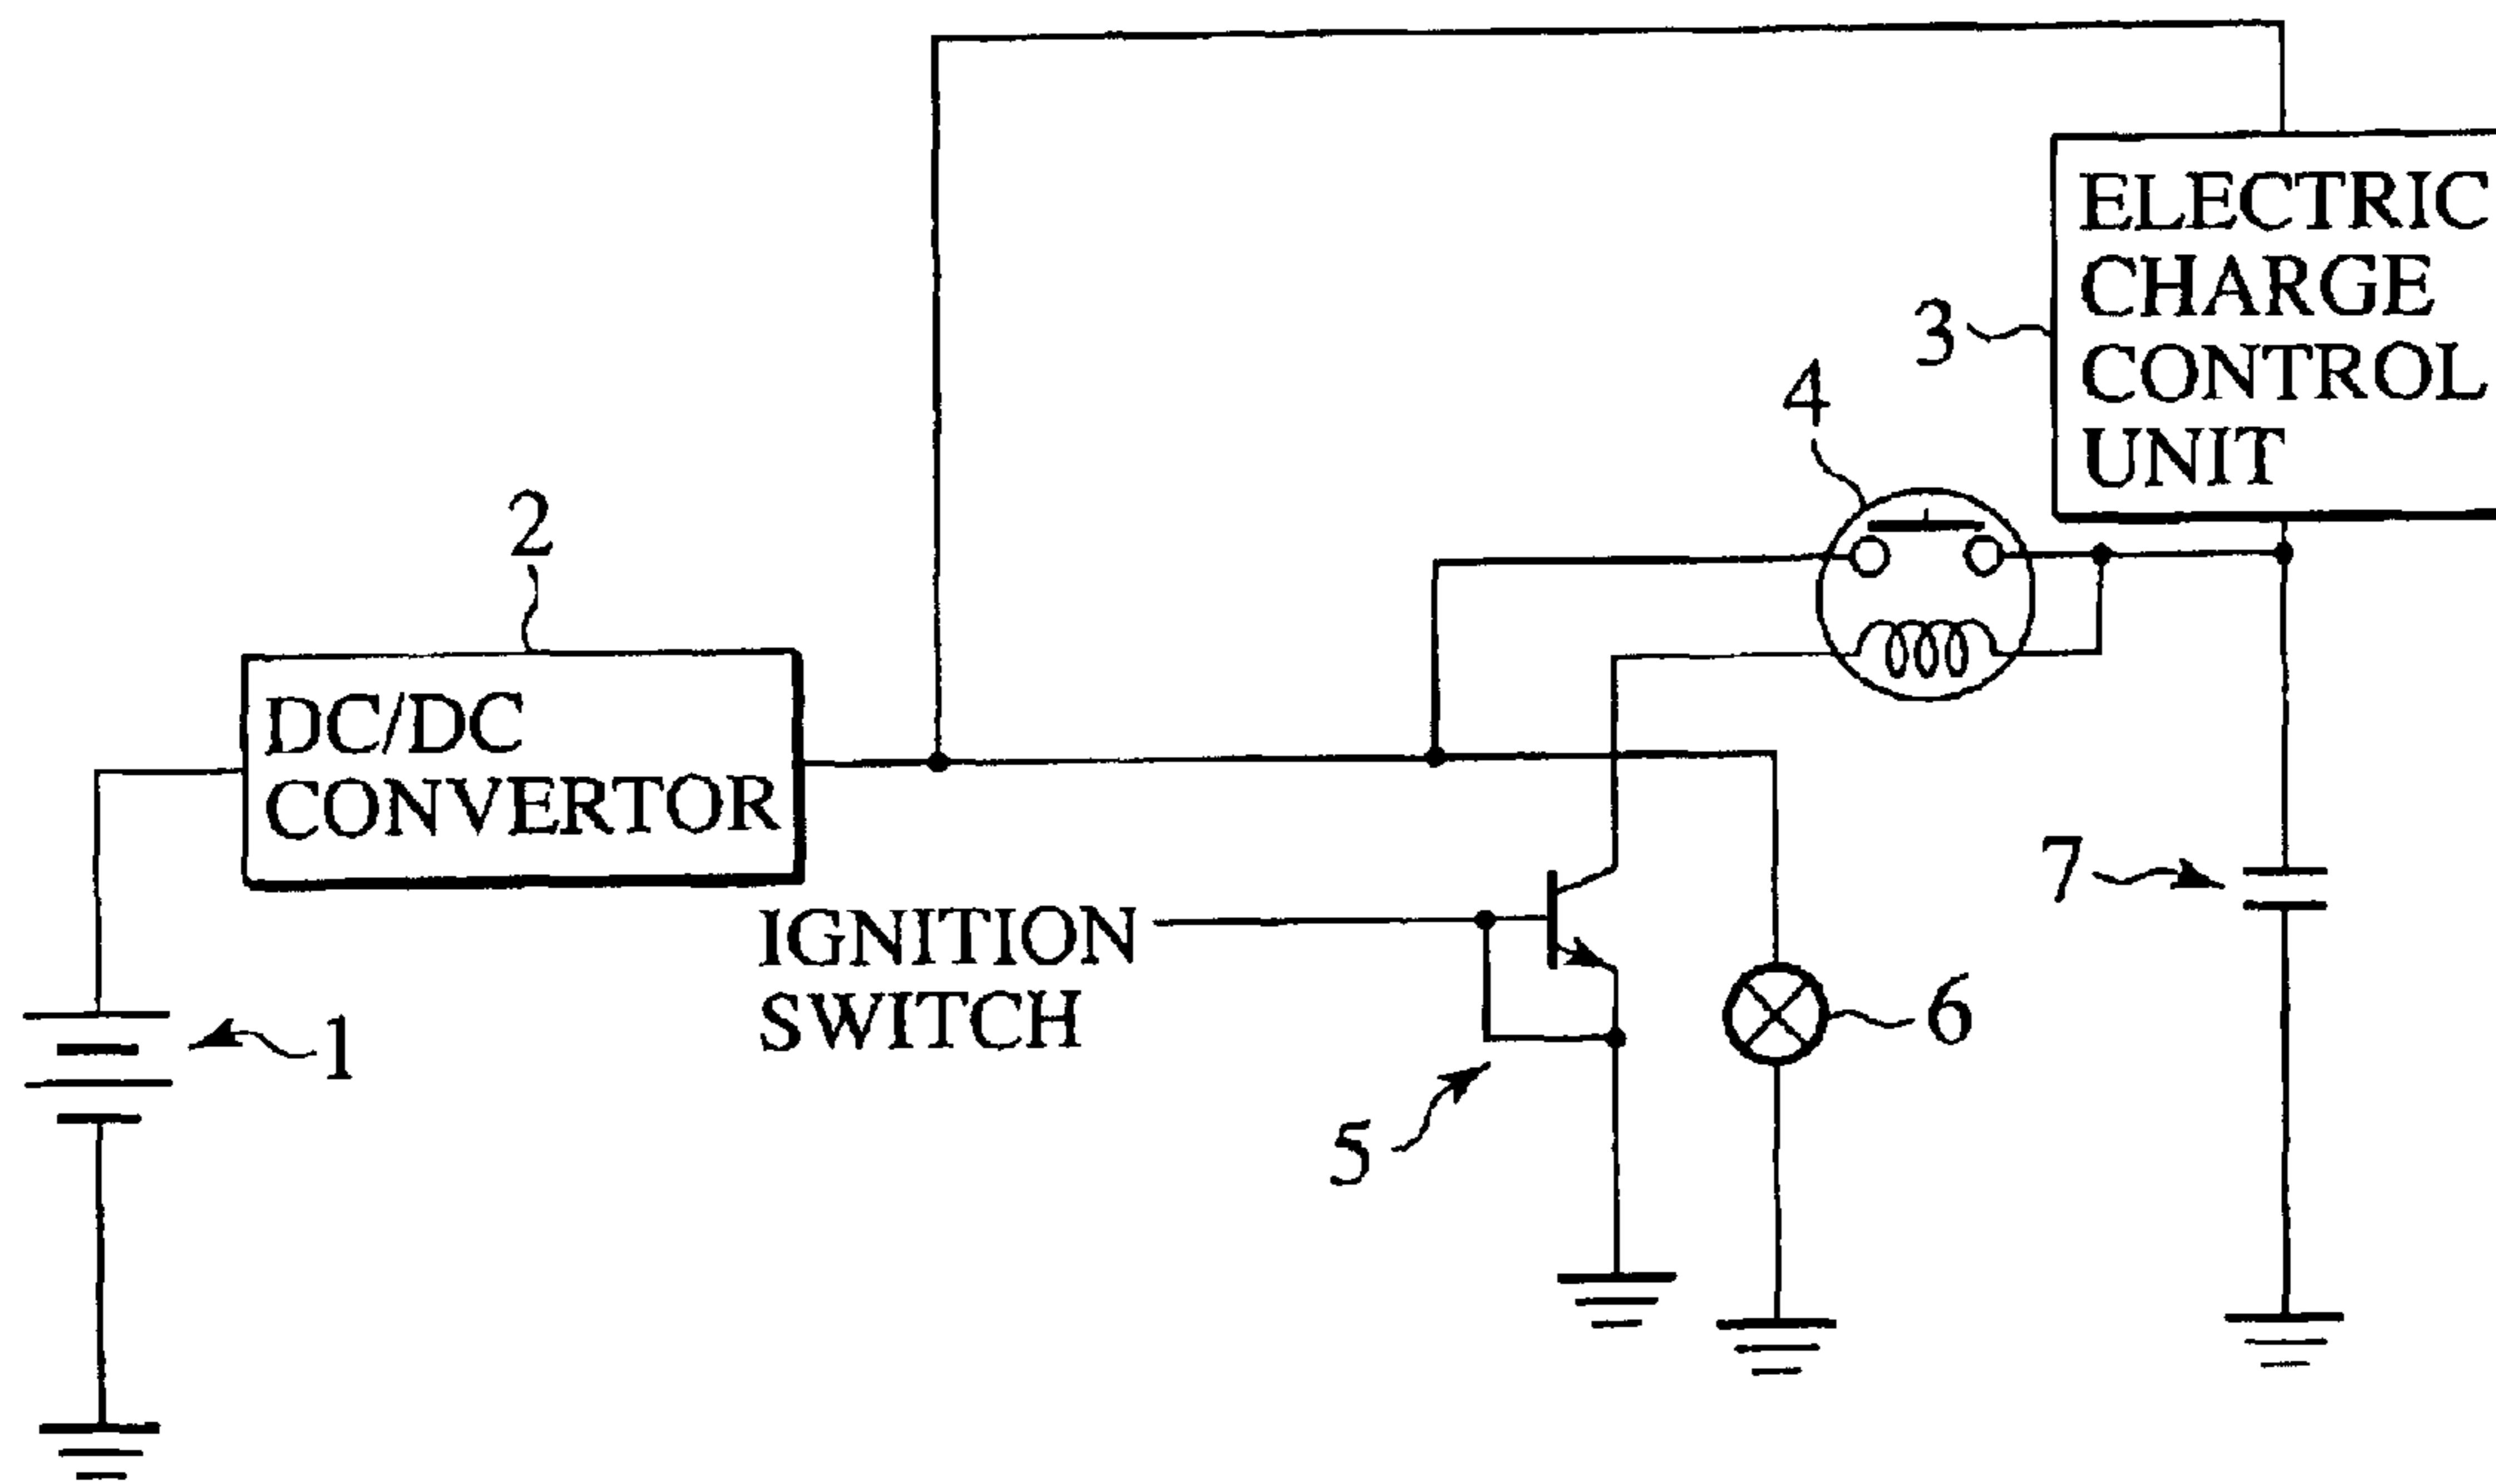 ELECTRIC
CHARGE
CONTROL
UNIT
3
4
2
DC/DC
CONVERTOR
7
IGNITION
SWITCH
6
1
5